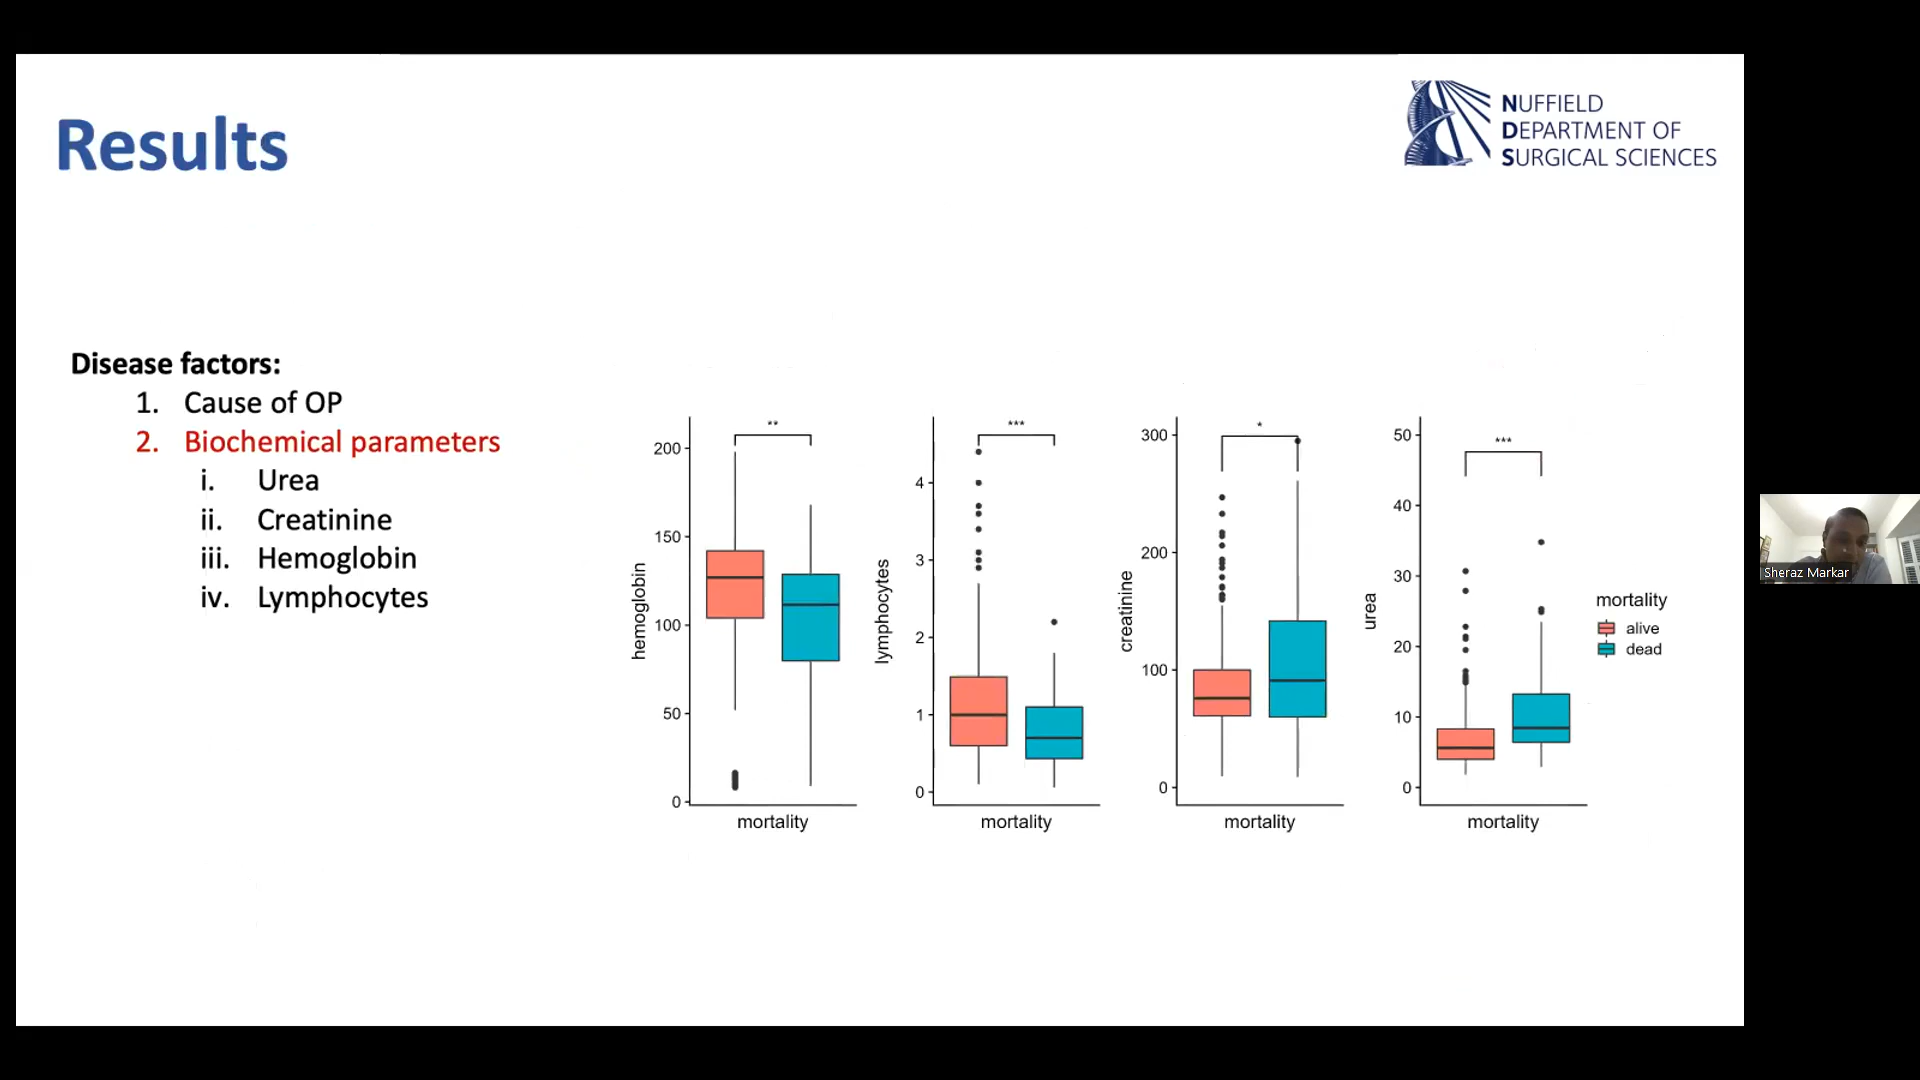 Results
NUFFIELD
DEPARTMENT OF
SURGICAL SCIENCES
Disease factors:
1. Cause of OP
2. Biochemical parameters
i. Urea
ii. Creatinine
iii. Hemoglobin
iv. Lymphocytes
hemoglobin
200
150
100
50
0
**
mortality
lymphocytes
4
3
2
1
0
***
mortality
creatinine
300
200
100
0
*
mortality
urea
50
40
30
20
10
0
***
mortality
mortality
alive
dead
Sheraz Markar